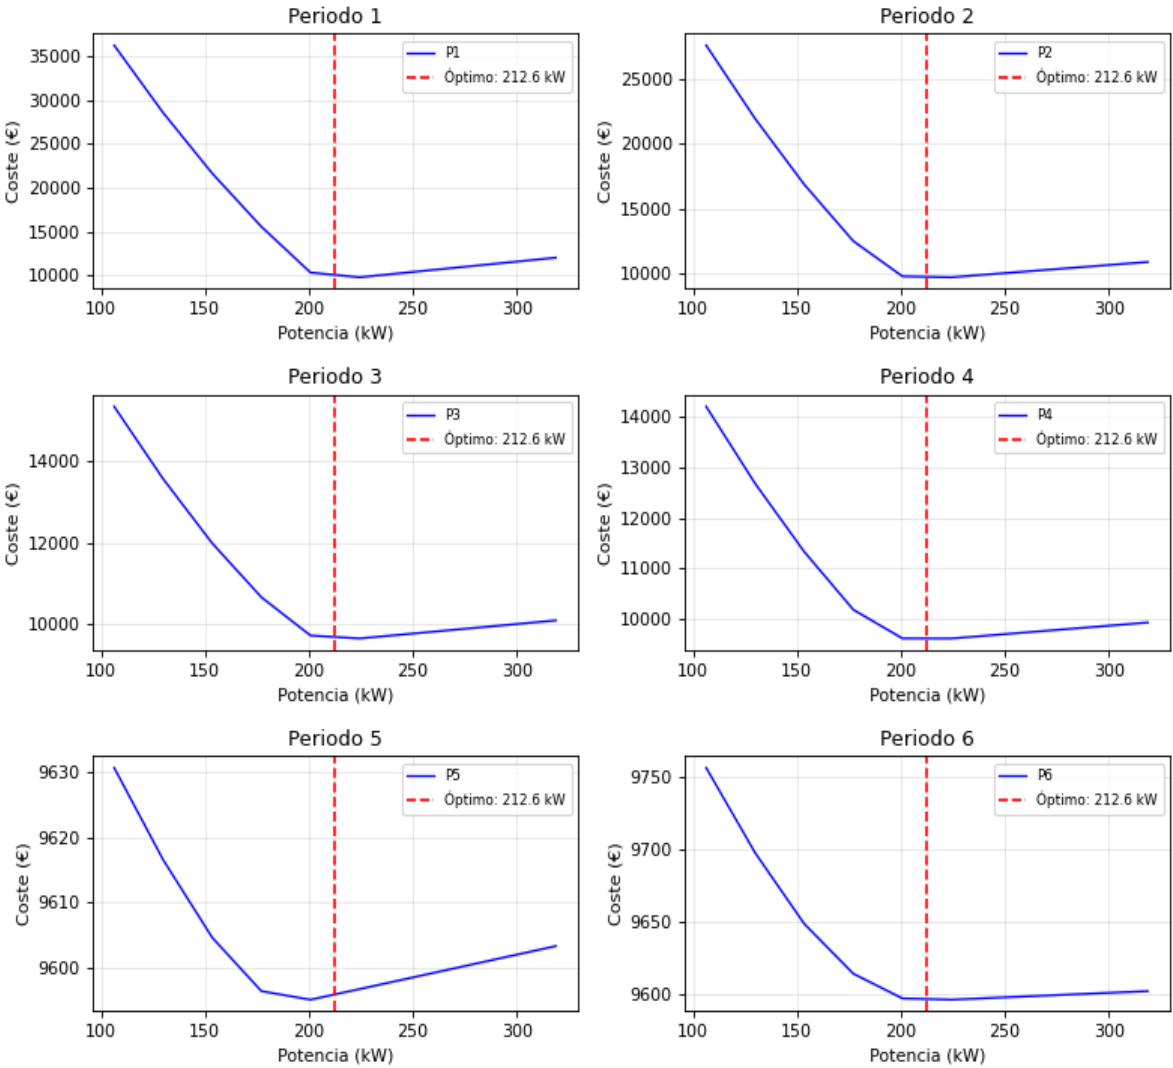 Periodo 1
Coste (€)
35000
30000
25000
20000
15000
10000
P1
Óptimo: 212.6 kW
100 150 200 250 300
Potencia (kW)
Periodo 2
Coste (€)
25000
20000
15000
10000
P2
Óptimo: 212.6 kW
100 150 200 250 300
Potencia (kW)
Periodo 3
Coste (€)
14000
12000
10000
P3
Óptimo: 212.6 kW
100 150 200 250 300
Potencia (kW)
Periodo 4
Coste (€)
14000
13000
12000
11000
10000
P4
Óptimo: 212.6 kW
100 150 200 250 300
Potencia (kW)
Periodo 5
Coste (€)
9630
9620
9610
9600
P5
Óptimo: 212.6 kW
100 150 200 250 300
Potencia (kW)
Periodo 6
Coste (€)
9750
9700
9650
9600
P6
Óptimo: 212.6 kW
100 150 200 250 300
Potencia (kW)